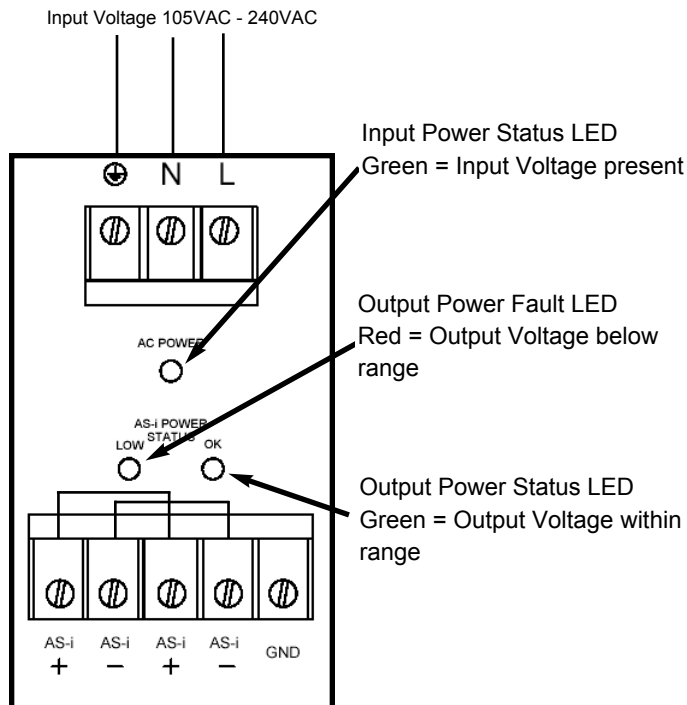 Input Voltage 105VAC - 240VAC
N L
Input Power Status LED
Green = Input Voltage present
Output Power Fault LED
Red = Output Voltage below
range
AC POWER
AS-i POWER
STATUS
LOW OK
Output Power Status LED
Green = Output Voltage within
range
AS-i AS-i AS-i AS-i GND
+ - + -